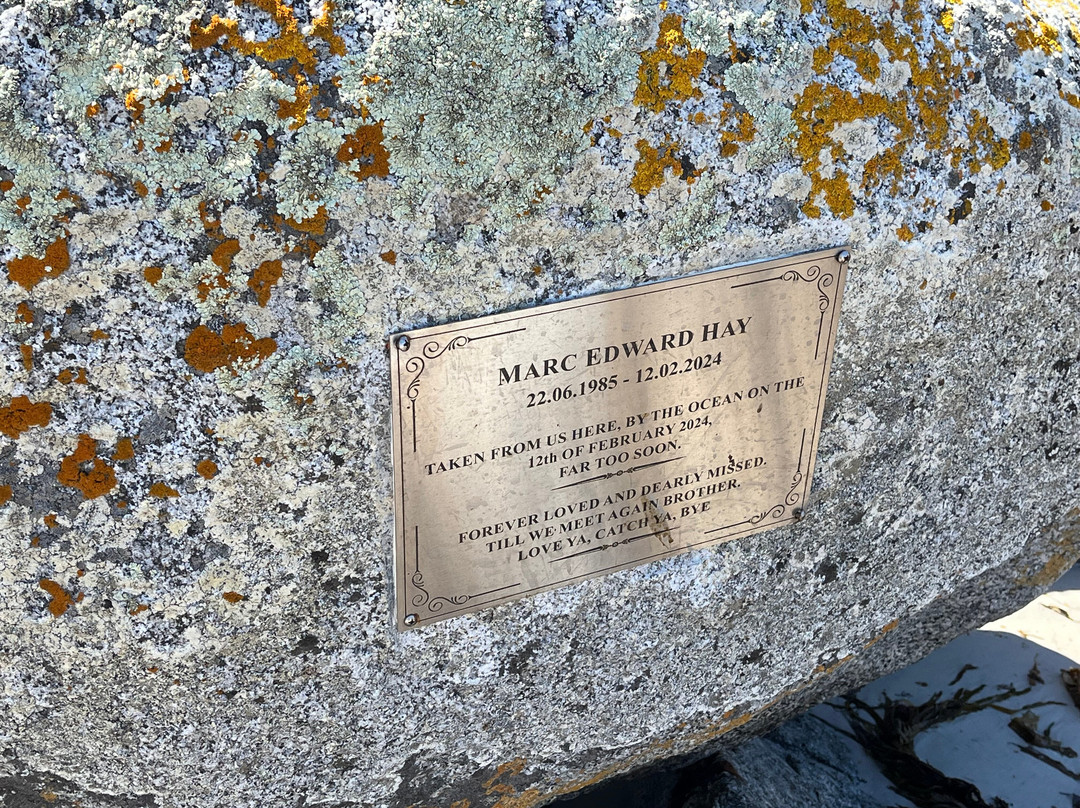 MARC EDWARD HAY
22.06.1985 - 12.02.2024
TAKEN FROM US HERE, BY THE OCEAN ON THE
12th OF FEBRUARY 2024,
FAR TOO SOON.
FOREVER LOVED AND DEARLY MISSED.
TILL WE MEET AGAIN BROTHER.
LOVE YA, CATCH YA, BYE